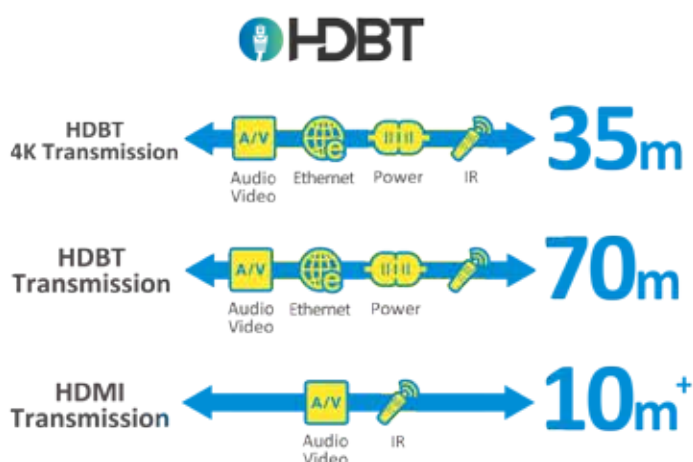 HDBT
HDBT
4K Transmission
A/V
Audio
Video
Ethernet
Power
IR
35m
HDBT
Transmission
A/V
Audio
Video
Ethernet
Power
70m
HDMI
Transmission
A/V
Audio
Video
IR
10m+